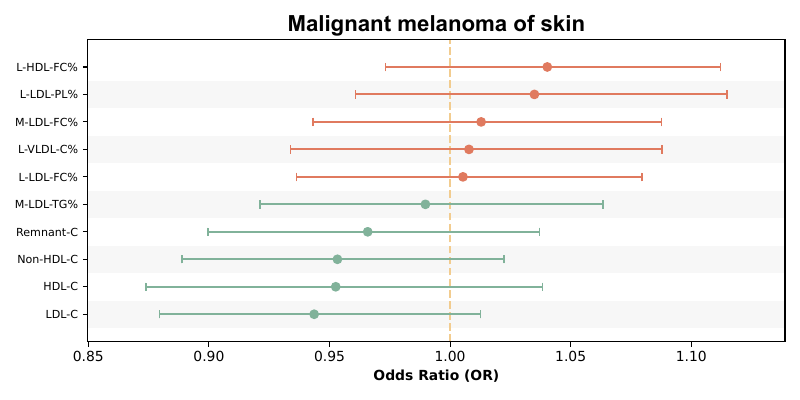 Malignant melanoma of skin
L-HDL-FC%
L-LDL-PL%
M-LDL-FC%
L-VLDL-C%
L-LDL-FC%
M-LDL-TG%
Remnant-C
Non-HDL-C
HDL-C
LDL-C
0.85 0.90 0.95 1.00 1.05 1.10
Odds Ratio (OR)